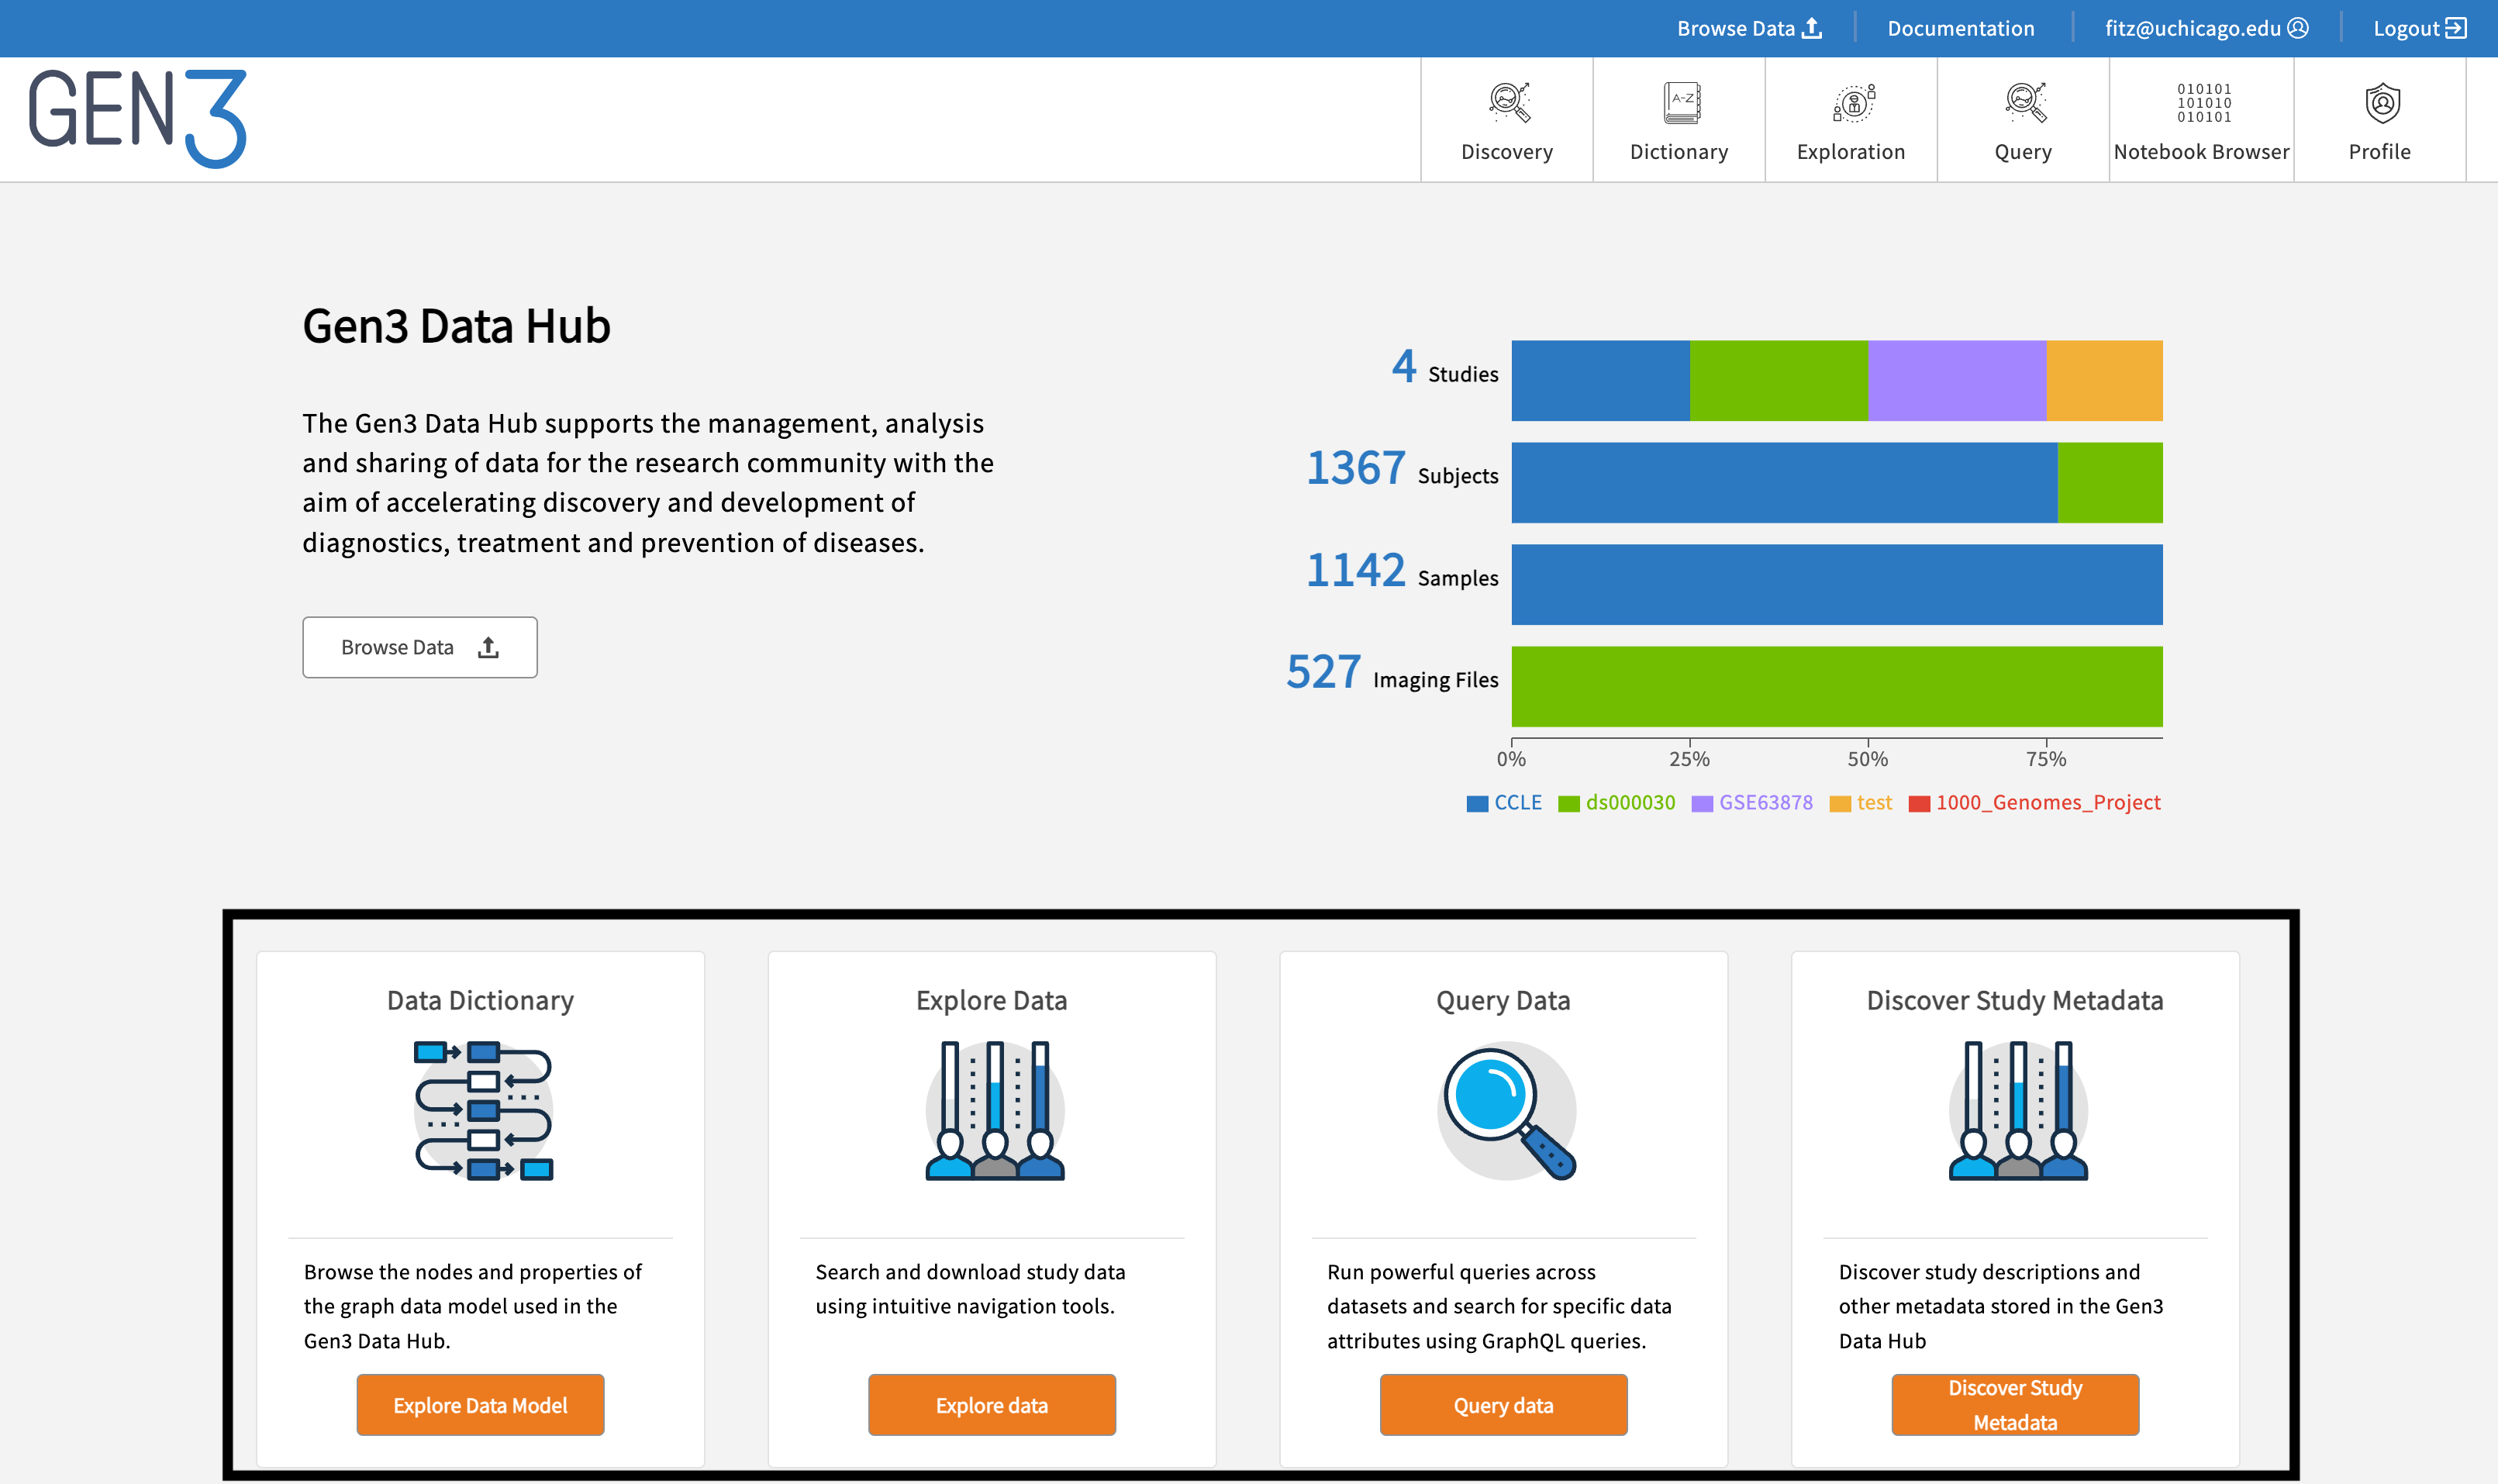 Browse Data
Documentation
fitz@uchicago.edu
Logout
GEN3
Discovery
A-Z
Dictionary
Exploration
Query
010101
101010
010101
Notebook Browser
Profile
Gen3 Data Hub
The Gen3 Data Hub supports the management, analysis
and sharing of data for the research community with the
aim of accelerating discovery and development of
diagnostics, treatment and prevention of diseases.
Browse Data
4 Studies
1367 Subjects
1142 Samples
527 Imaging Files
0% 25% 50% 75%
CCLE ds000030 GSE63878 test 1000_Genomes_Project
Data Dictionary
Browse the nodes and properties of
the graph data model used in the
Gen3 Data Hub.
Explore Data Model
Explore Data
Search and download study data
using intuitive navigation tools.
Explore data
Query Data
Run powerful queries across
datasets and search for specific data
attributes using GraphQL queries.
Query data
Discover Study Metadata
Discover study descriptions and
other metadata stored in the Gen3
Data Hub
Discover Study
Metadata